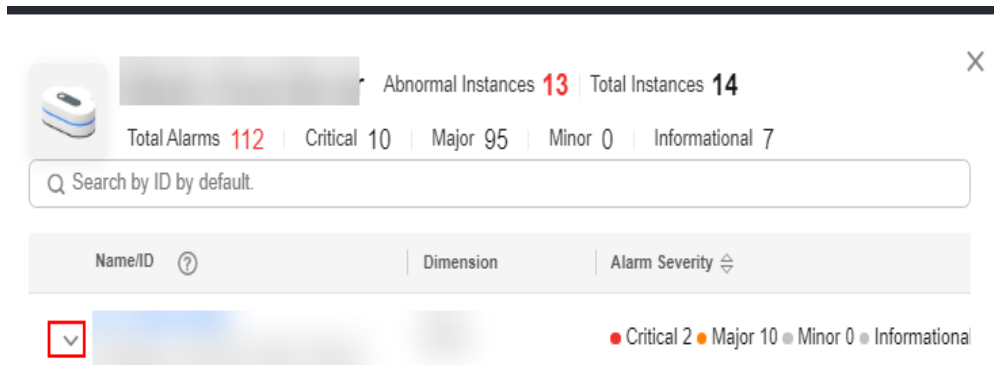 Abnormal Instances 13 Total Instances 14
Total Alarms 112 Critical 10 Major 95 Minor 0 Informational 7
Search by ID by default.
Name/ID ? Dimension Alarm Severity
Critical 2 Major 10 Minor 0 Informationa